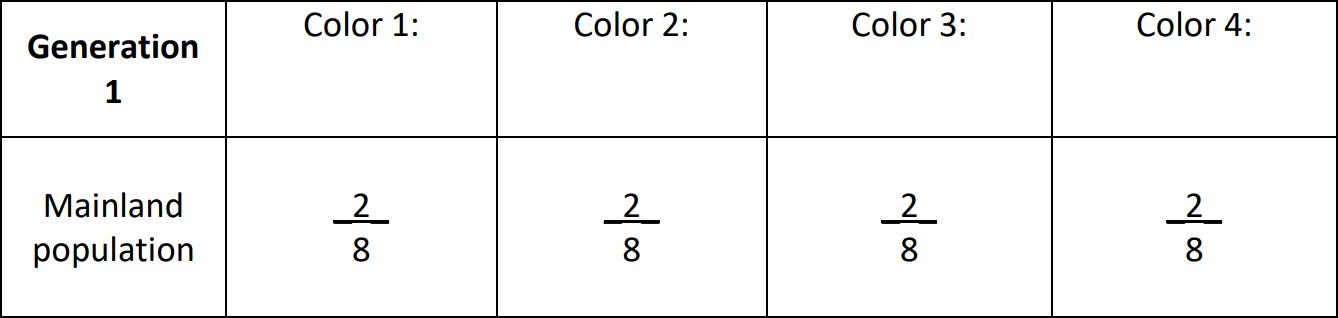 Generation
1
Color 1:
Color 2:
Color 3:
Color 4:
Mainland
population
2
8
2
8
2
8
2
8